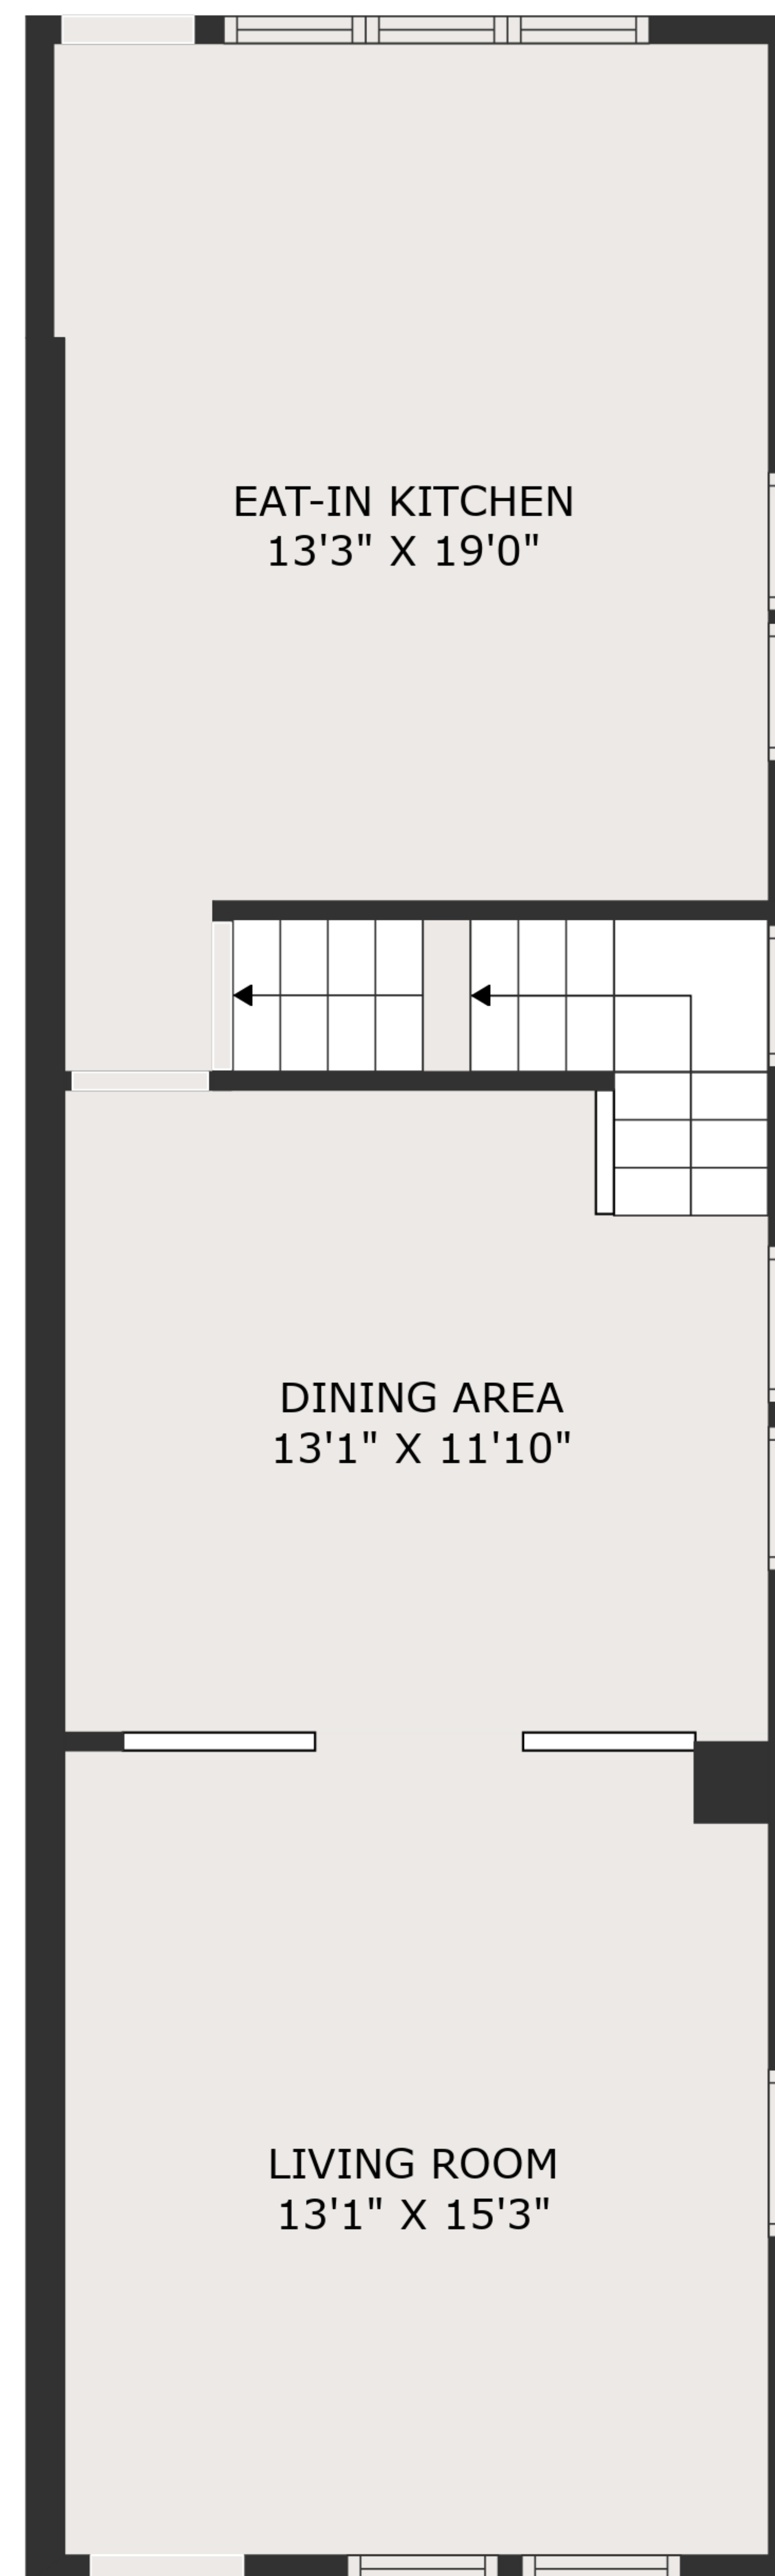 EAT-IN KITCHEN
13'3" X 19'0"
DINING AREA
13'1" X 11'10"
LIVING ROOM
13'1" X 15'3"